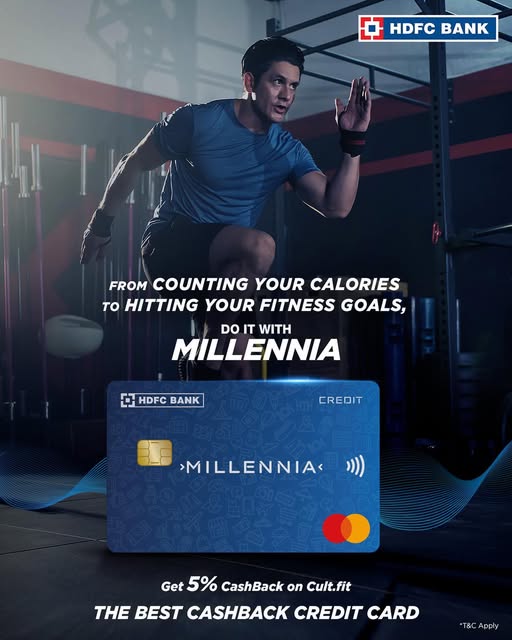 HDFC BANK
FROM COUNTING YOUR CALORIES
TO HITTING YOUR FITNESS GOALS,
DO IT WITH
MILLENNIA
HDFC BANK
CREDIT
›MILLENNIA‹
Get 5% CashBack on Cult.fit
THE BEST CASHBACK CREDIT CARD
*T&C Apply